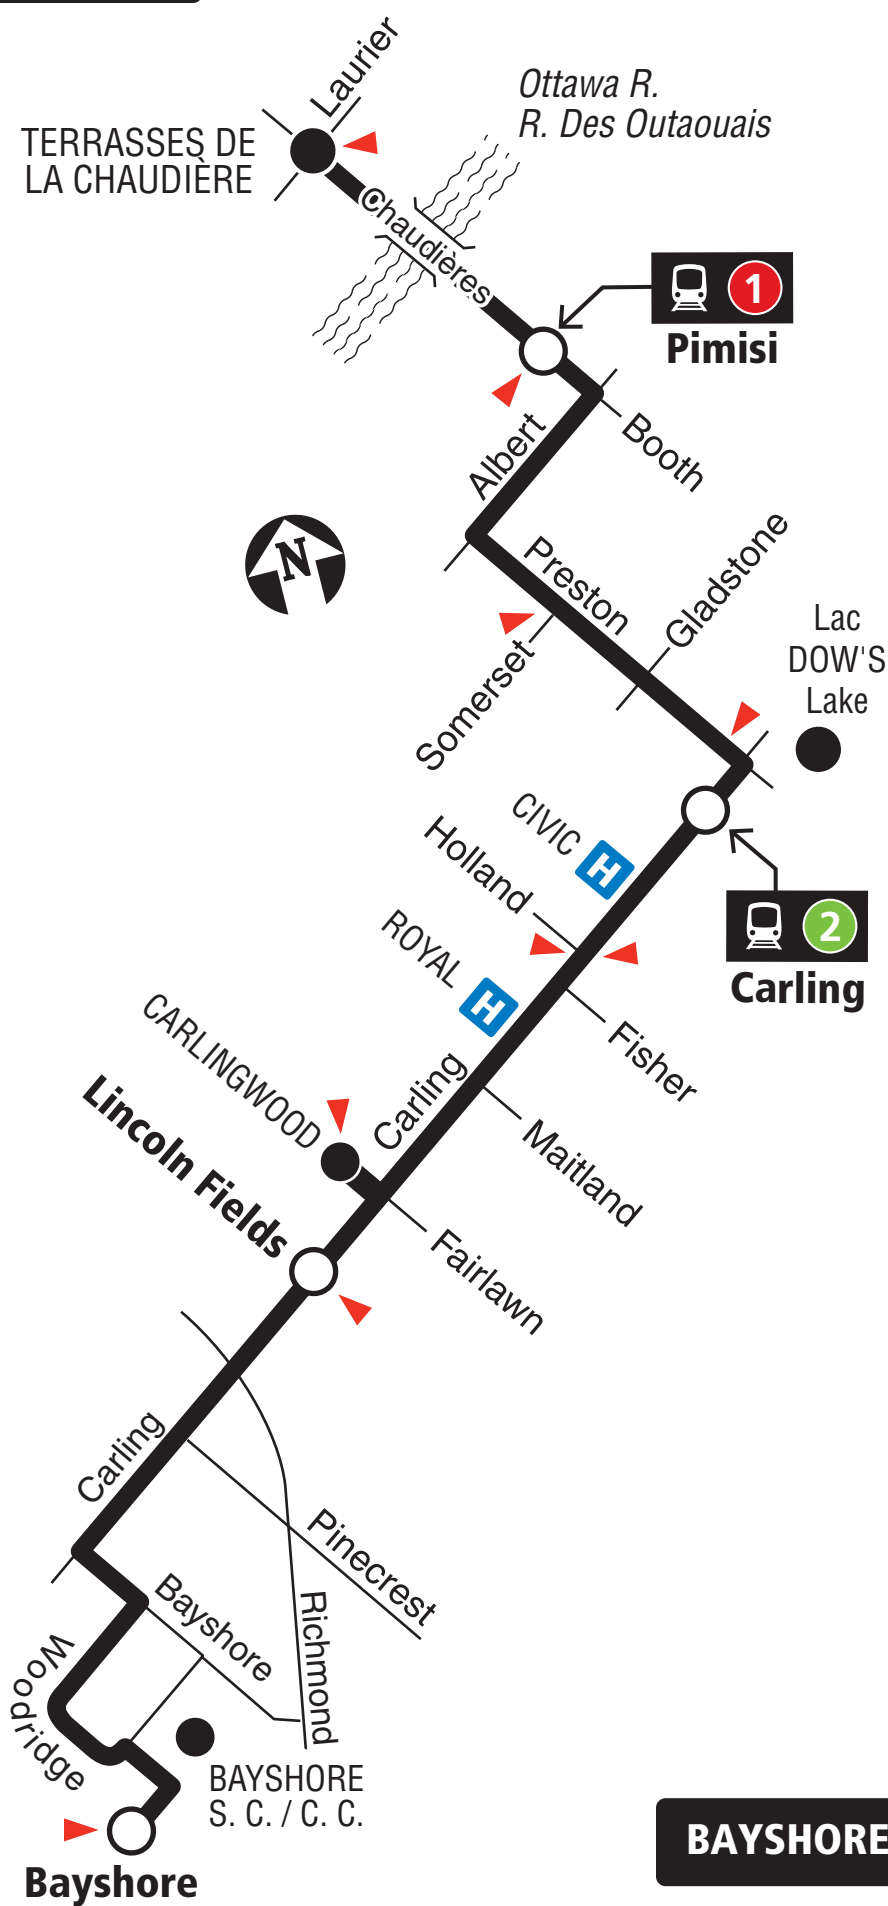 Laurier
Ottawa R.
R. Des Outaouais
TERRASSES DE
LA CHAUDIÈRE
Chaudières
1
Pimisi
Albert
Booth
N
Preston
Gladstone
Somerset
Lac
DOW'S
Lake
CIVIC
H
Holland
2
Carling
ROYAL
H
Fisher
CARLINGWOOD
Carling
Maitland
Lincoln Fields
Fairlawn
Carling
Pinecrest
Bayshore
Richmond
Woodridge
BAYSHORE
S. C. / C. C.
Bayshore
BAYSHORE